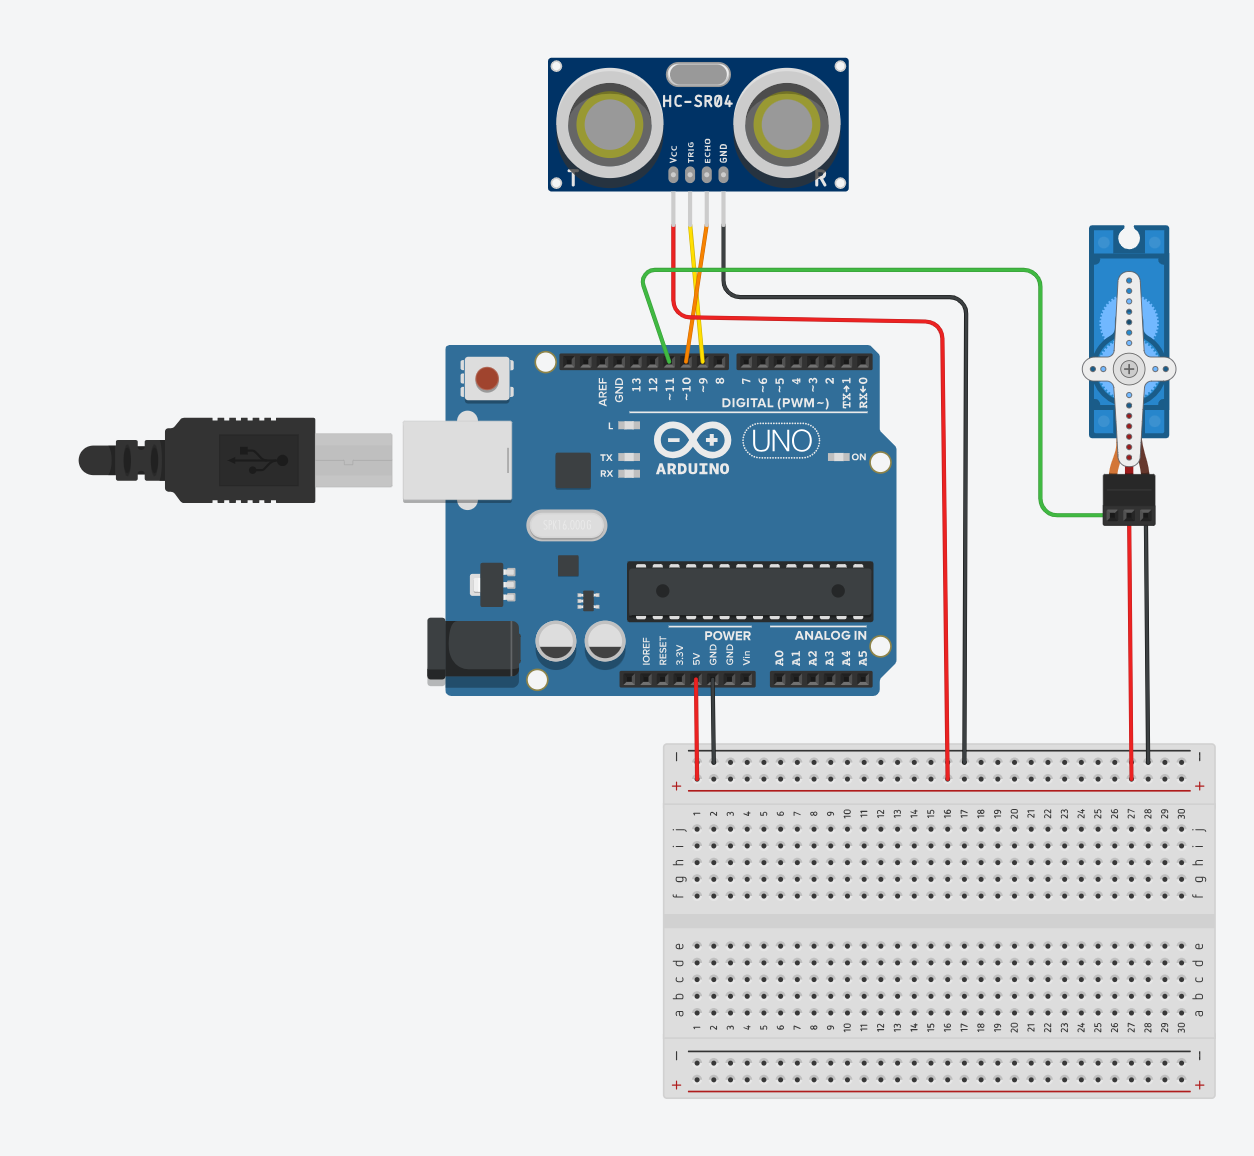 HC-SR04
VCC TRIG ECHO GND
T R
AREF GND 13 12 ~11 ~10 ~9 8 7 ~6 ~5 4 ~3 2 TX→1 RX←0
DIGITAL (PWM~)
L
TX
RX
ARDUINO
UNO
ON
POWER
ANALOG IN
IOREF RESET 3.3V 5V GND GND Vin A0 A1 A2 A3 A4 A5
− −
+ +
1 2 3 4 5 6 7 8 9 10 11 12 13 14 15 16 17 18 19 20 21 22 23 24 25 26 27 28 29 30
j j
i i
h h
g g
f f
e e
d d
c c
b b
a a
1 2 3 4 5 6 7 8 9 10 11 12 13 14 15 16 17 18 19 20 21 22 23 24 25 26 27 28 29 30
− −
+ +